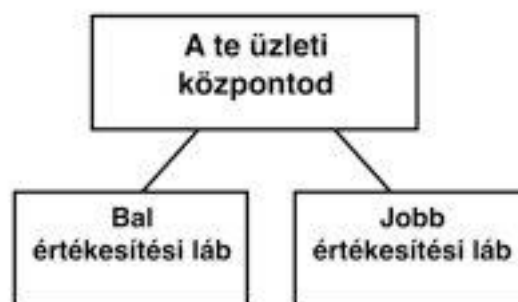 A te üzleti
központod
Bal
értékesítési láb
Jobb
értékesítési láb